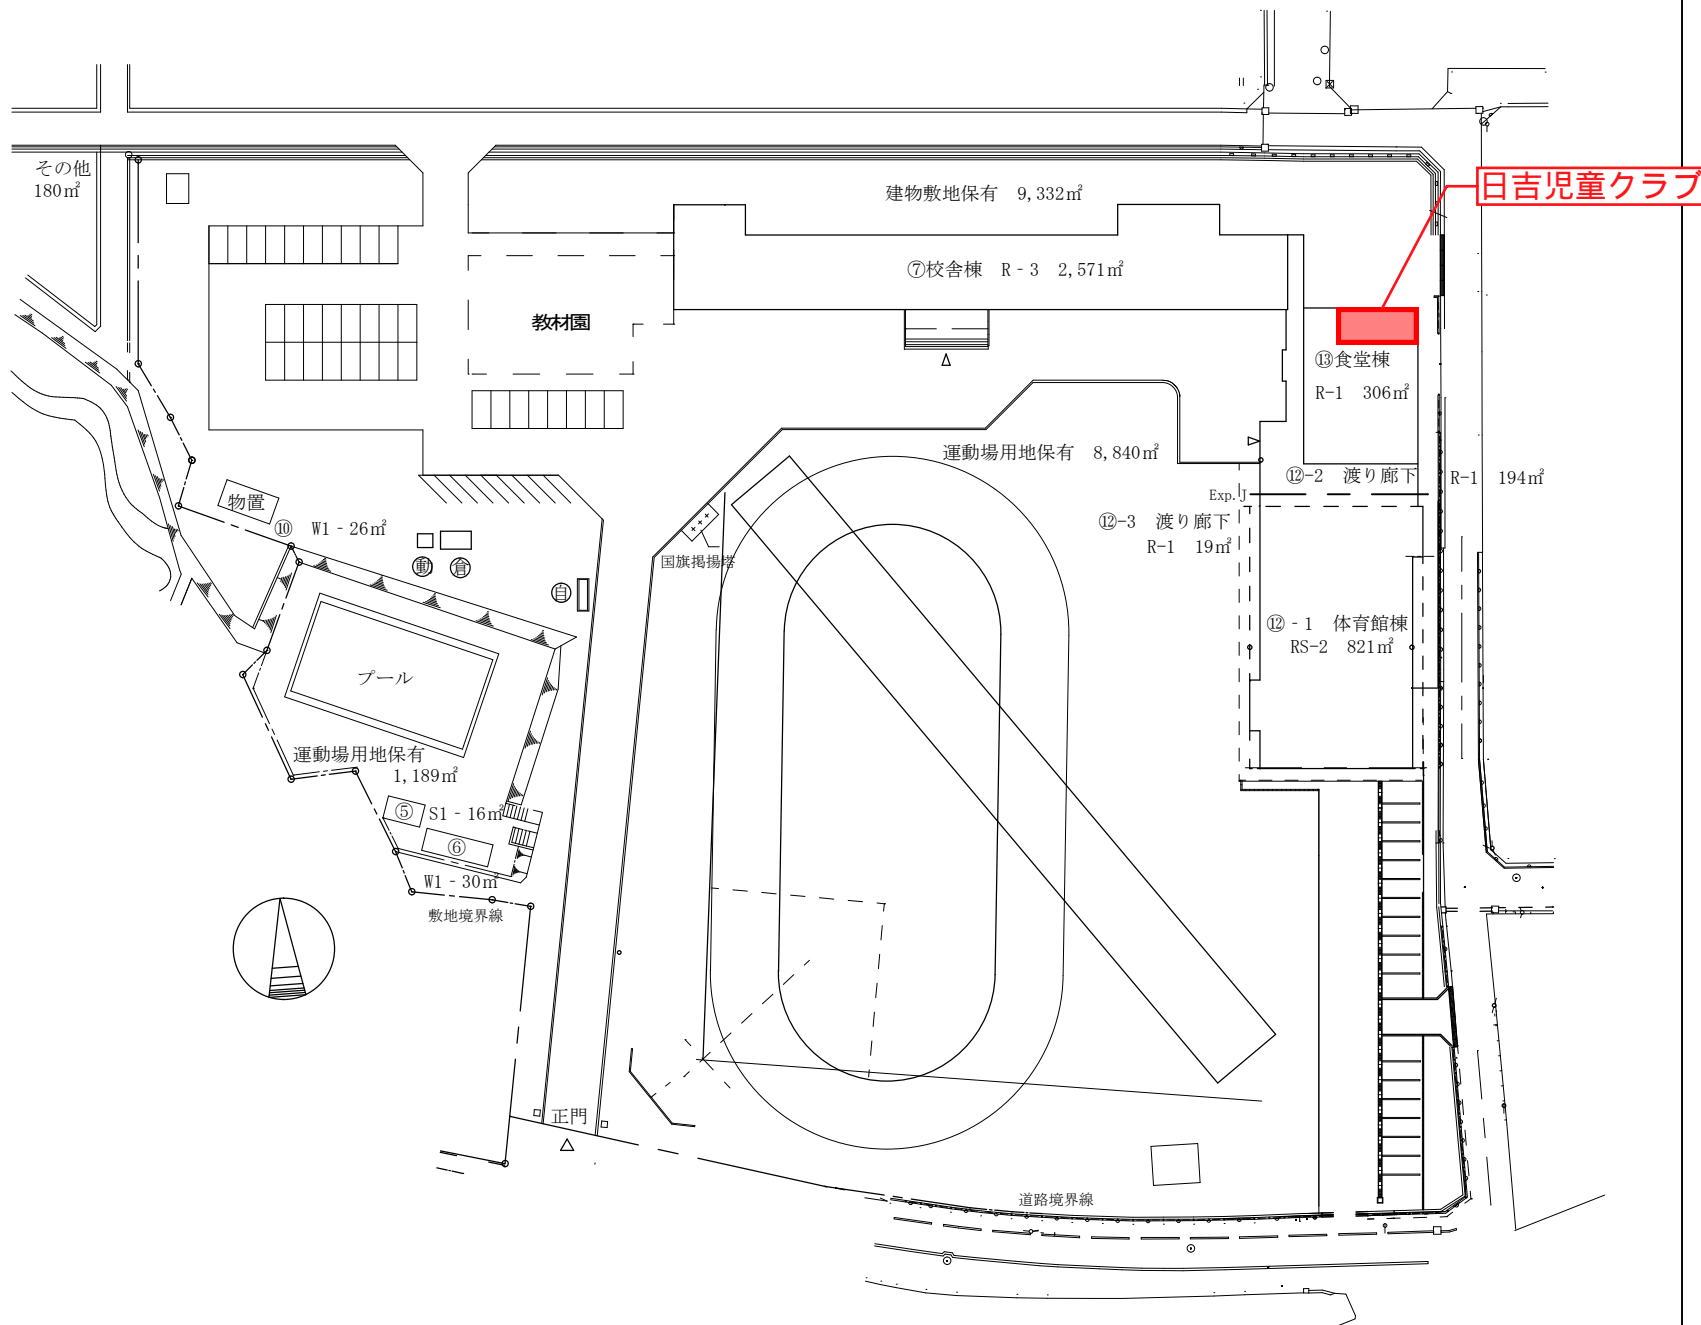 その他
180㎡
建物敷地保有 9,332㎡
日吉児童クラブ
⑦校舎棟 R‐3 2,571㎡
教材園
⑬食堂棟
R-1 306㎡
運動場用地保有 8,840㎡
⑫-2 渡り廊下 R-1 194㎡
Exp.J
⑫-3 渡り廊下
R-1 19㎡
物置
⑩ W1‐26㎡
国旗掲揚塔
動 倉
自
⑫‐1 体育館棟
RS-2 821㎡
プール
運動場用地保有
1,189㎡
⑤ S1‐16㎡
⑥
W1‐30㎡
敷地境界線
正門
道路境界線